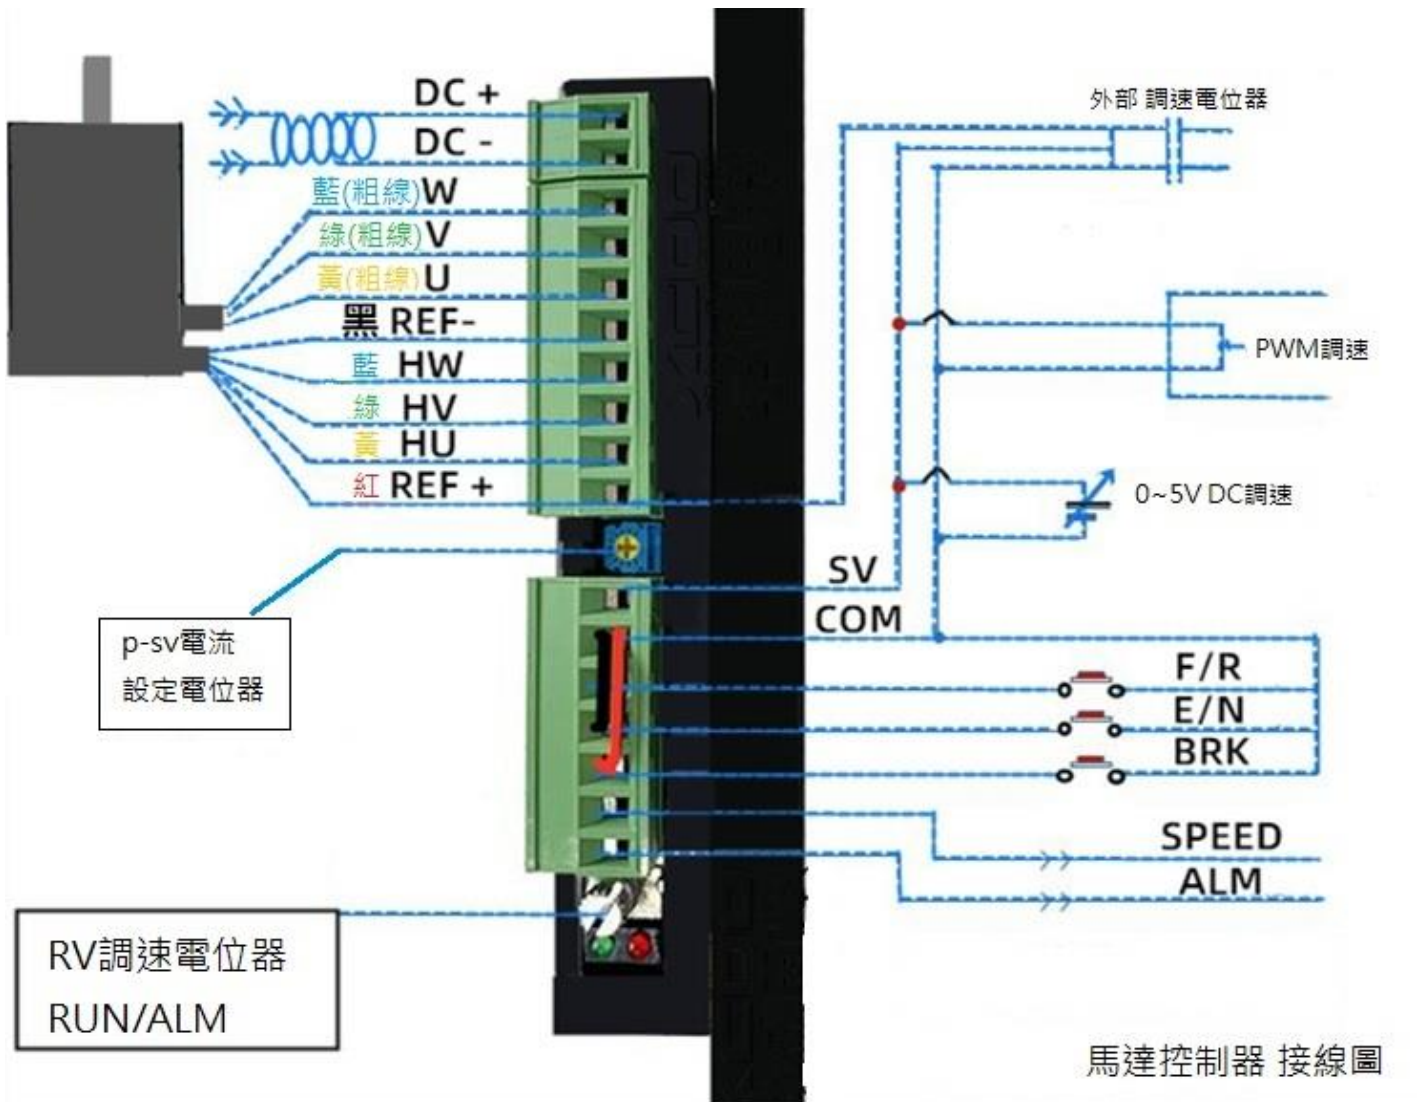 DC +
DC -
藍(粗線)W
綠(粗線)V
黃(粗線)U
黑 REF-
藍 HW
綠 HV
黃 HU
紅 REF +
外部 調速電位器
PWM調速
0~5V DC調速
SV
COM
p-sv電流
設定電位器
F/R
E/N
BRK
SPEED
ALM
RV調速電位器
RUN/ALM
馬達控制器 接線圖